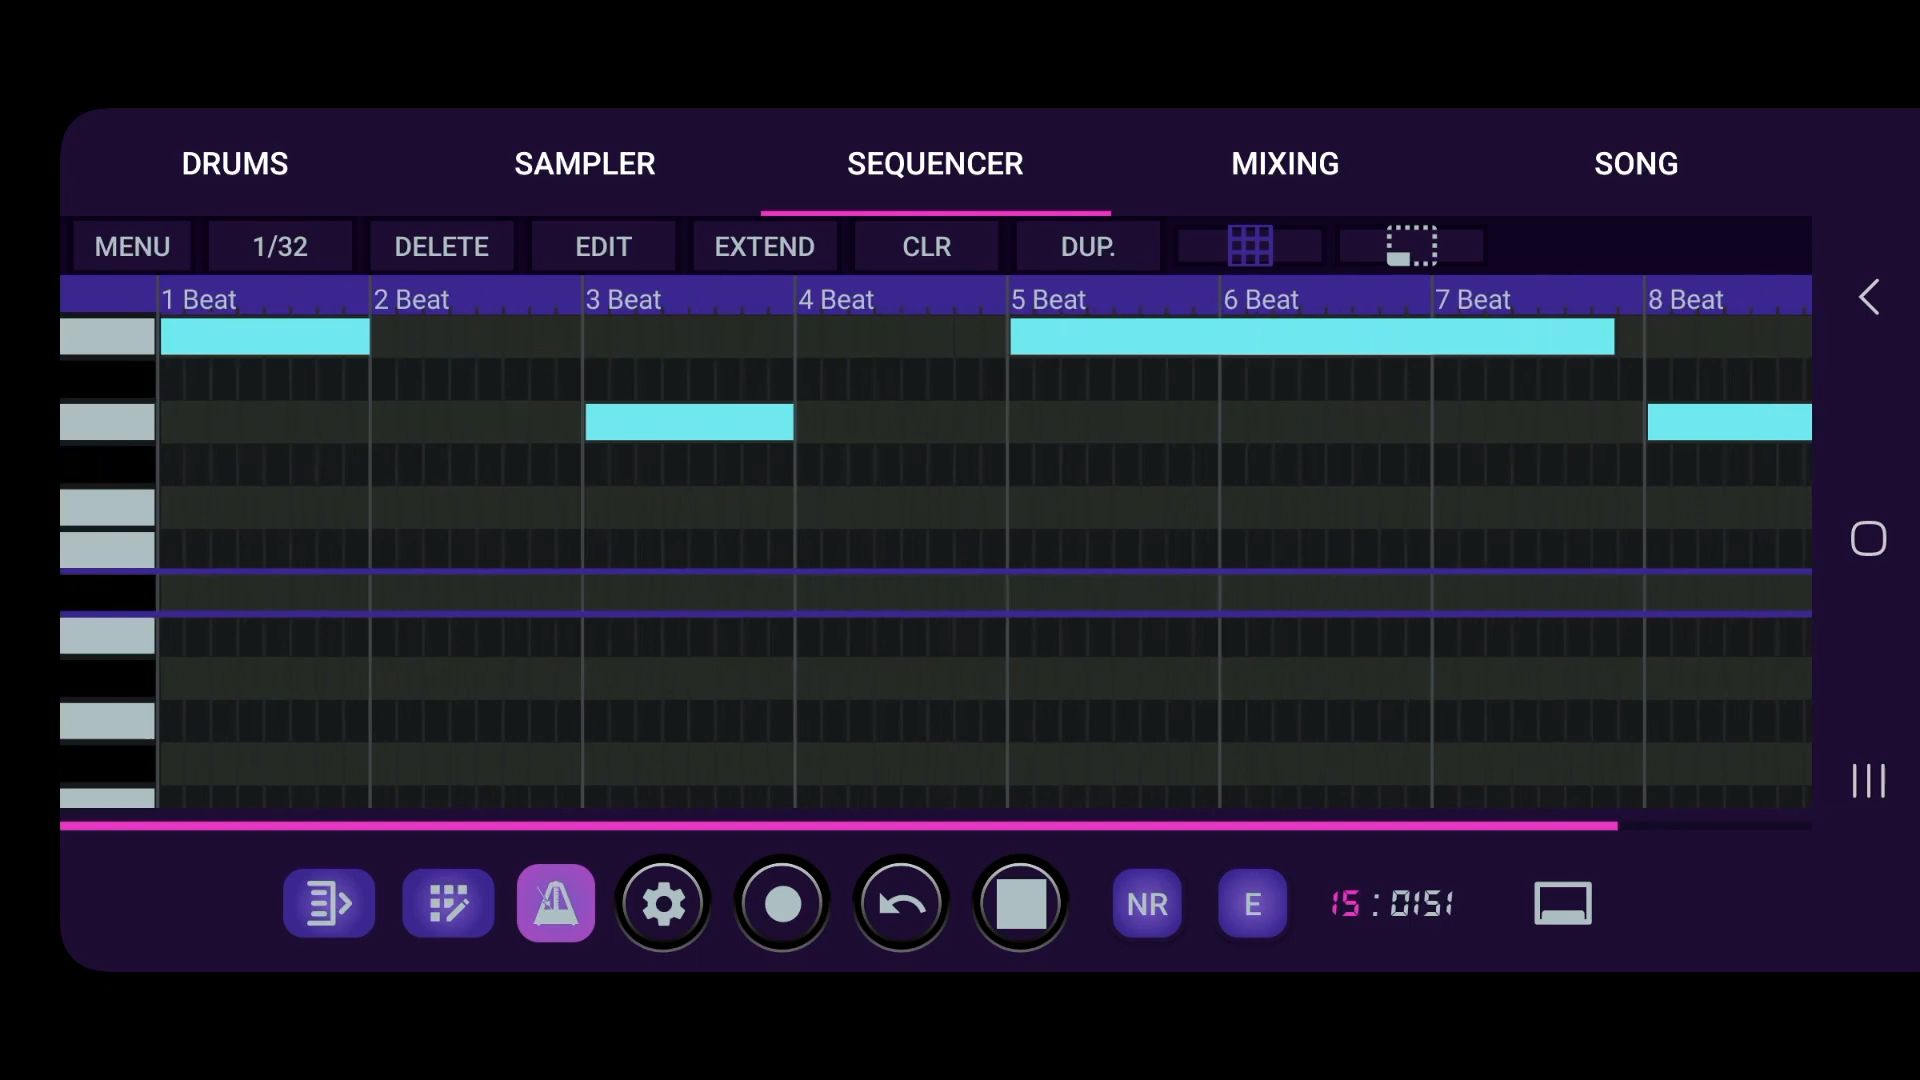 DRUMS SAMPLER SEQUENCER MIXING SONG
MENU 1/32 DELETE EDIT EXTEND CLR DUP.
1 Beat 2 Beat 3 Beat 4 Beat 5 Beat 6 Beat 7 Beat 8 Beat
NR E 15:0151